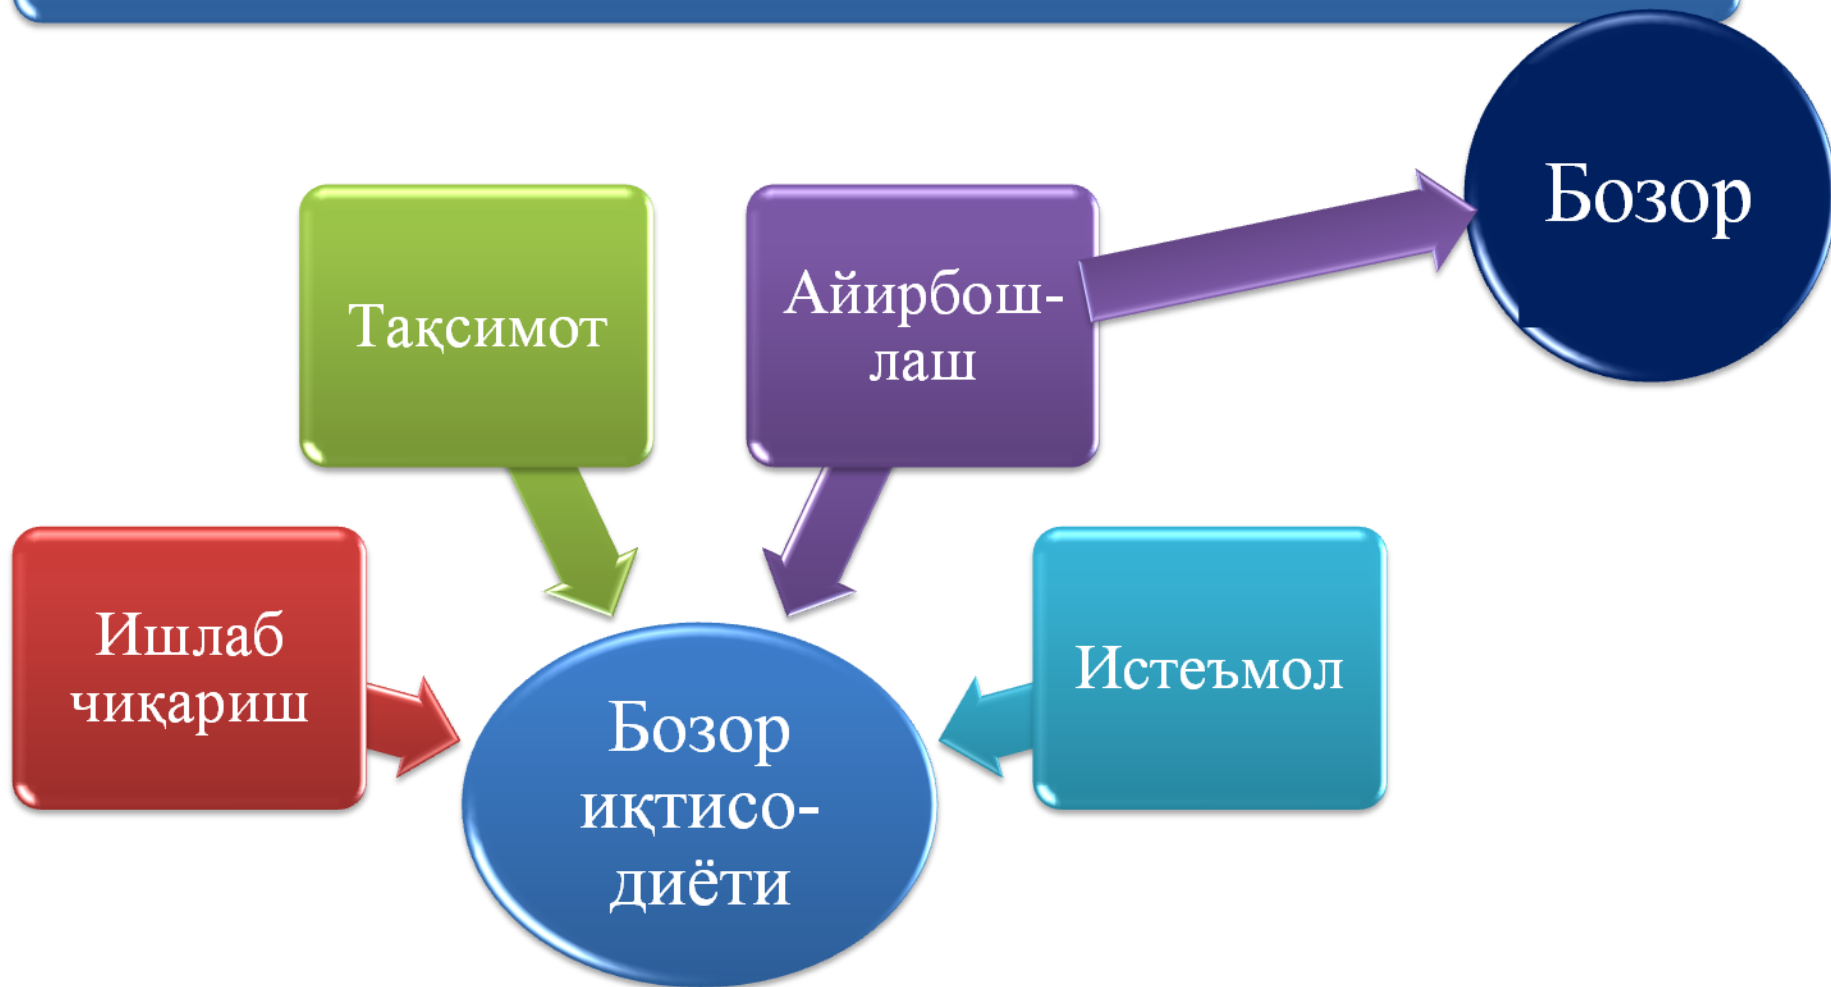 Бозор
Тақсимот
Айирбош-
лаш
Ишлаб
чиқариш
Истеъмол
Бозор
иқтисо-
диёти